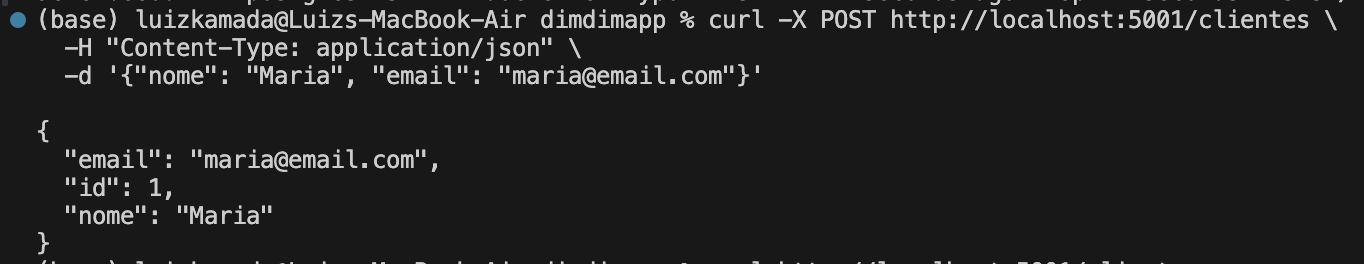 (base) luizkamada@Luizs-MacBook-Air dimdimapp % curl -X POST http://localhost:5001/clientes \
-H "Content-Type: application/json" \
-d '{"nome": "Maria", "email": "maria@email.com"}'
{
"email": "maria@email.com",
"id": 1,
"nome": "Maria"
}